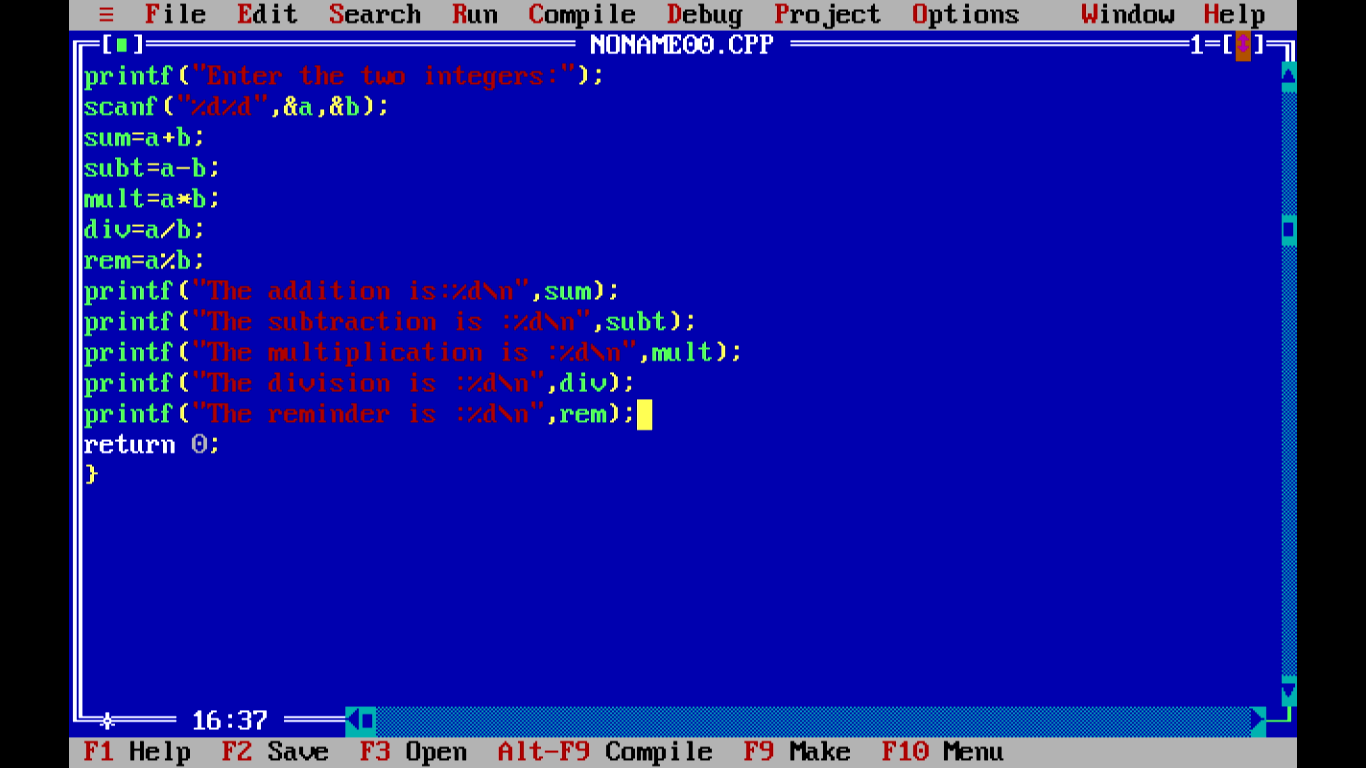 ≡ File Edit Search Run Compile Debug Project Options Window Help
[■] NONAME00.CPP 1=[↕]
printf("Enter the two integers:");
scanf("%d%d",&a,&b);
sum=a+b;
subt=a-b;
mult=a*b;
div=a/b;
rem=a%b;
printf("The addition is:%d\n",sum);
printf("The subtraction is :%d\n",subt);
printf("The multiplication is :%d\n",mult);
printf("The division is :%d\n",div);
printf("The reminder is :%d\n",rem);
return 0;
}
16:37
F1 Help F2 Save F3 Open Alt-F9 Compile F9 Make F10 Menu